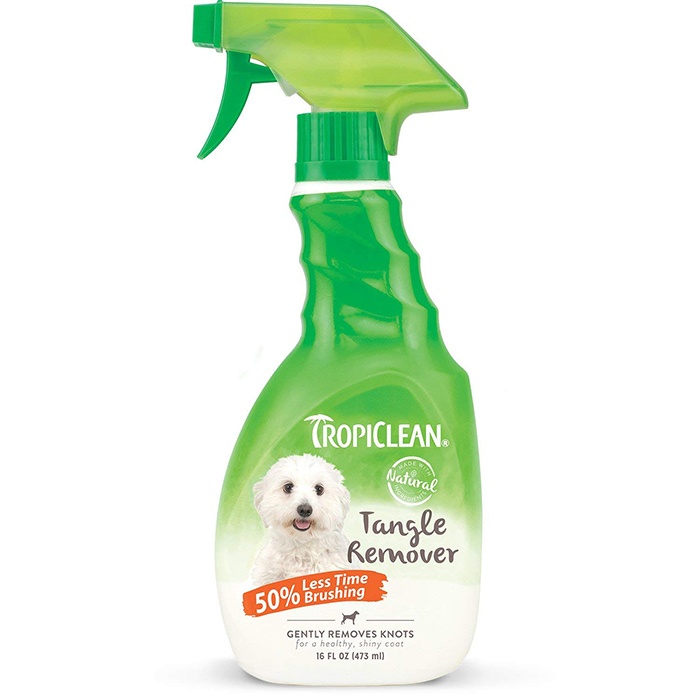 TROPICLEAN®
MADE WITH
Natural
INGREDIENTS
Tangle
Remover
50% Less Time
Brushing
GENTLY REMOVES KNOTS
for a healthy, shiny coat
16 FL OZ (473 ml)